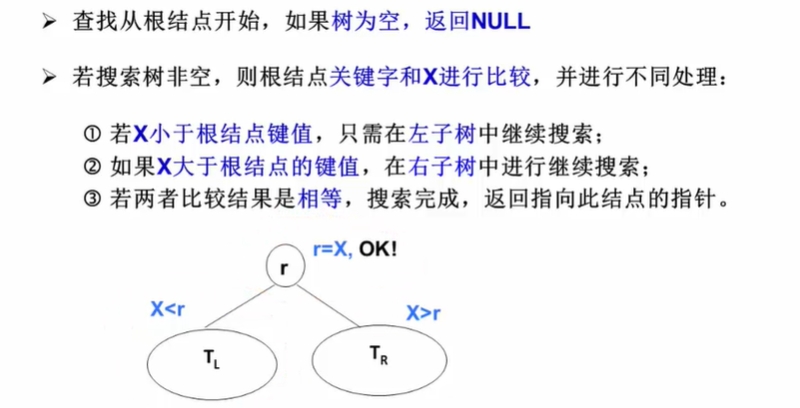 ➢ 查找从根结点开始，如果树为空，返回NULL
➢ 若搜索树非空，则根结点关键字和X进行比较，并进行不同处理：
① 若X小于根结点键值，只需在左子树中继续搜索；
② 如果X大于根结点的键值，在右子树中进行继续搜索；
③ 若两者比较结果是相等，搜索完成，返回指向此结点的指针。
r=X, OK!
r
X<r
X>r
TL
TR